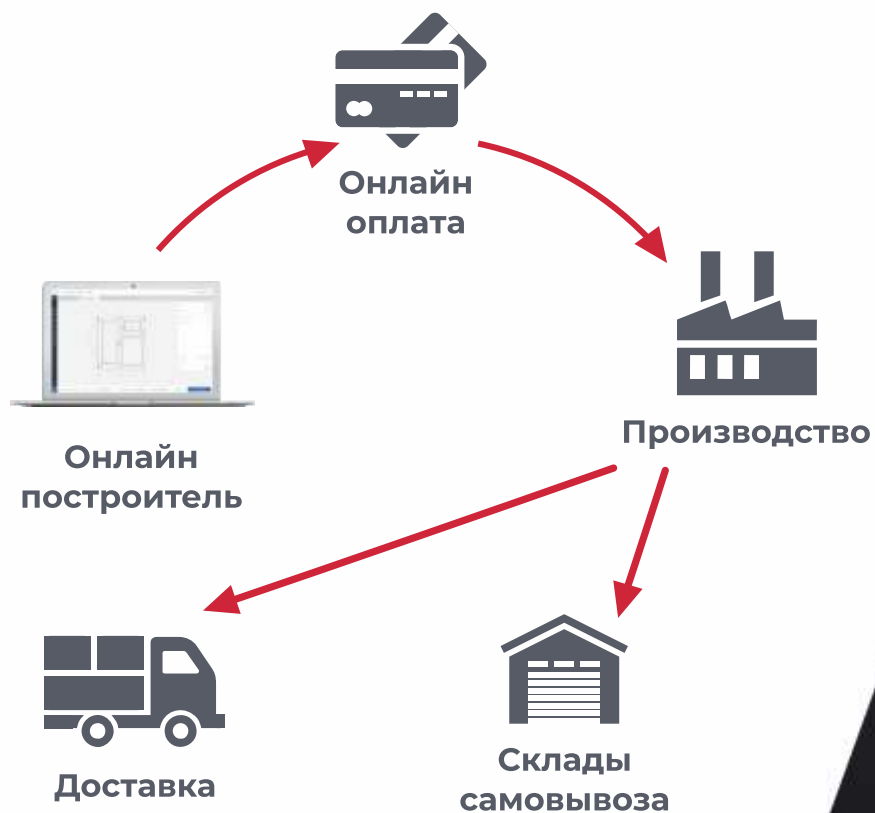 Онлайн
оплата
Производство
Онлайн
построитель
Доставка
Склады
самовывоза